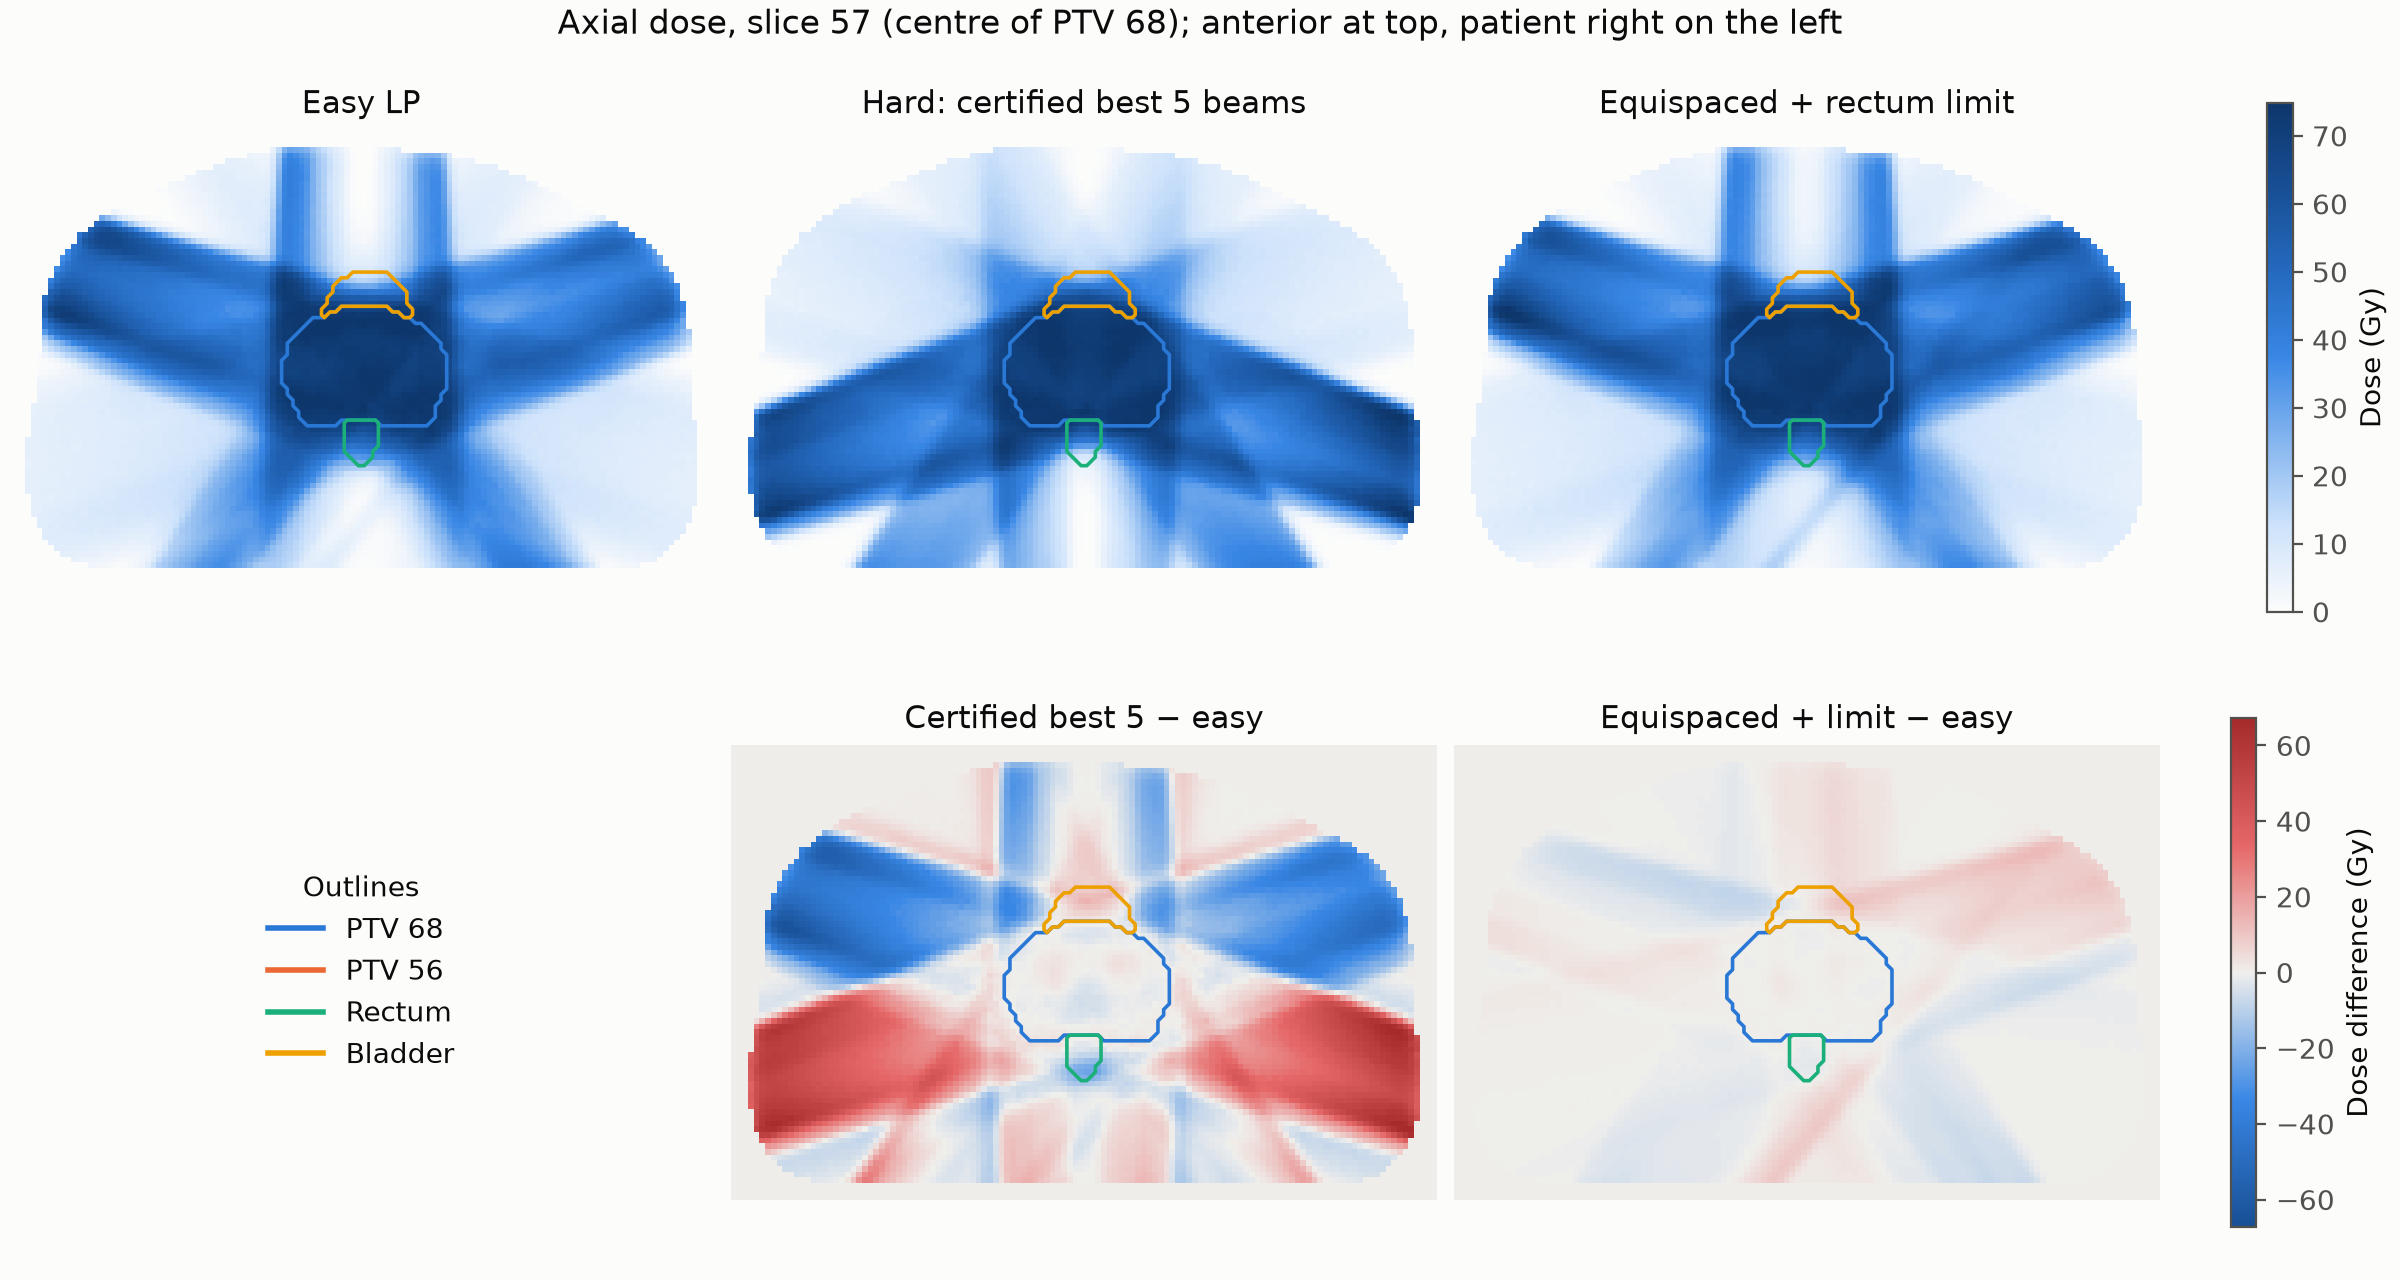 Axial dose, slice 57 (centre of PTV 68); anterior at top, patient right on the left
Easy LP
Hard: certified best 5 beams
Equispaced + rectum limit
70
60
50
40
30
20
10
0
Dose (Gy)
Certified best 5 − easy
Equispaced + limit − easy
60
40
20
0
−20
−40
−60
Dose difference (Gy)
Outlines
PTV 68
PTV 56
Rectum
Bladder